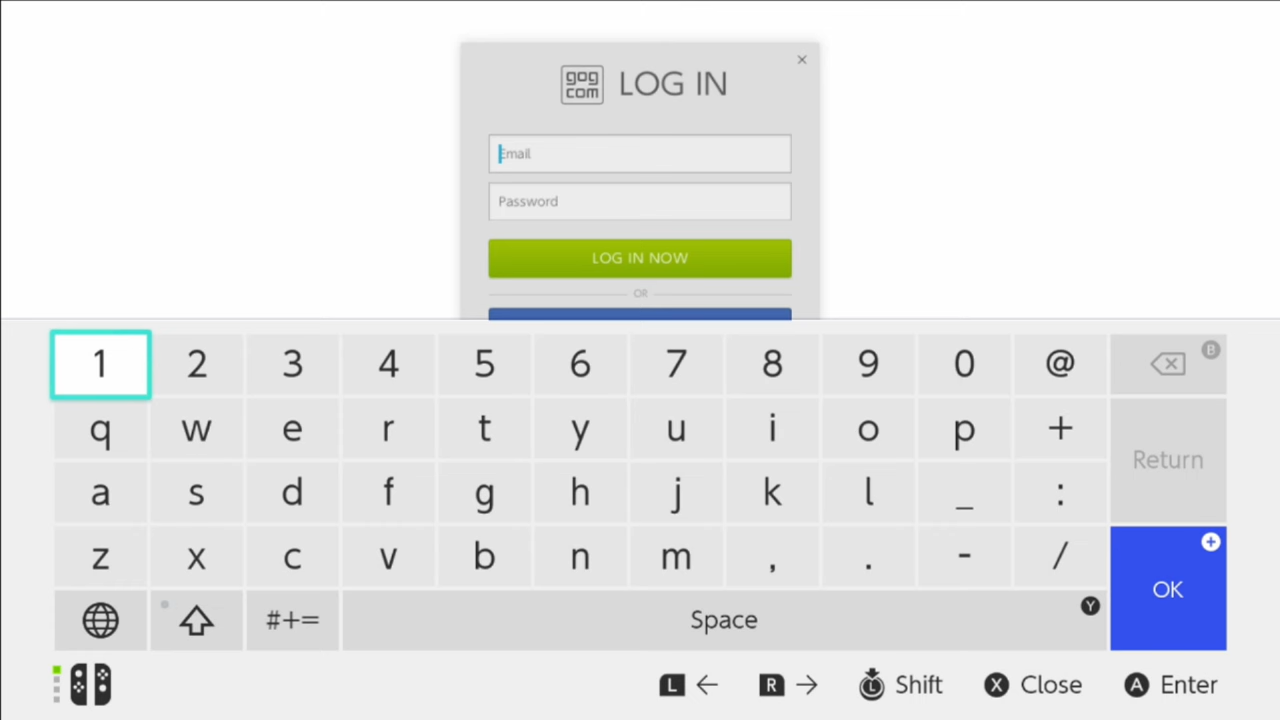 gog
com
LOG IN
Email
Password
LOG IN NOW
OR
1 2 3 4 5 6 7 8 9 0 @ B
q w e r t y u i o p +
Return
a s d f g h j k l _ :
z x c v b n m , . - /
OK
#+= Space Y
L ← R → L Shift X Close A Enter